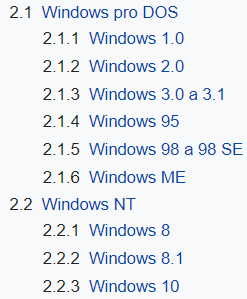 2.1 Windows pro DOS
2.1.1 Windows 1.0
2.1.2 Windows 2.0
2.1.3 Windows 3.0 a 3.1
2.1.4 Windows 95
2.1.5 Windows 98 a 98 SE
2.1.6 Windows ME
2.2 Windows NT
2.2.1 Windows 8
2.2.2 Windows 8.1
2.2.3 Windows 10